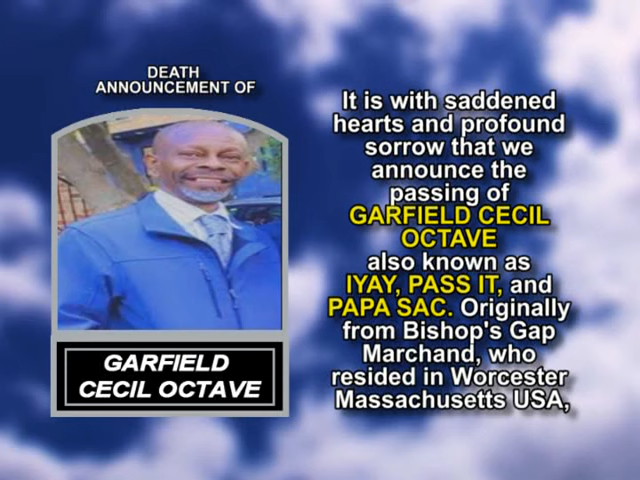 DEATH
ANNOUNCEMENT OF
GARFIELD
CECIL OCTAVE
It is with saddened
hearts and profound
sorrow that we
announce the
passing of
GARFIELD CECIL
OCTAVE
also known as
IYAY, PASS IT, and
PAPA SAC. Originally
from Bishop's Gap
Marchand, who
resided in Worcester
Massachusetts USA,